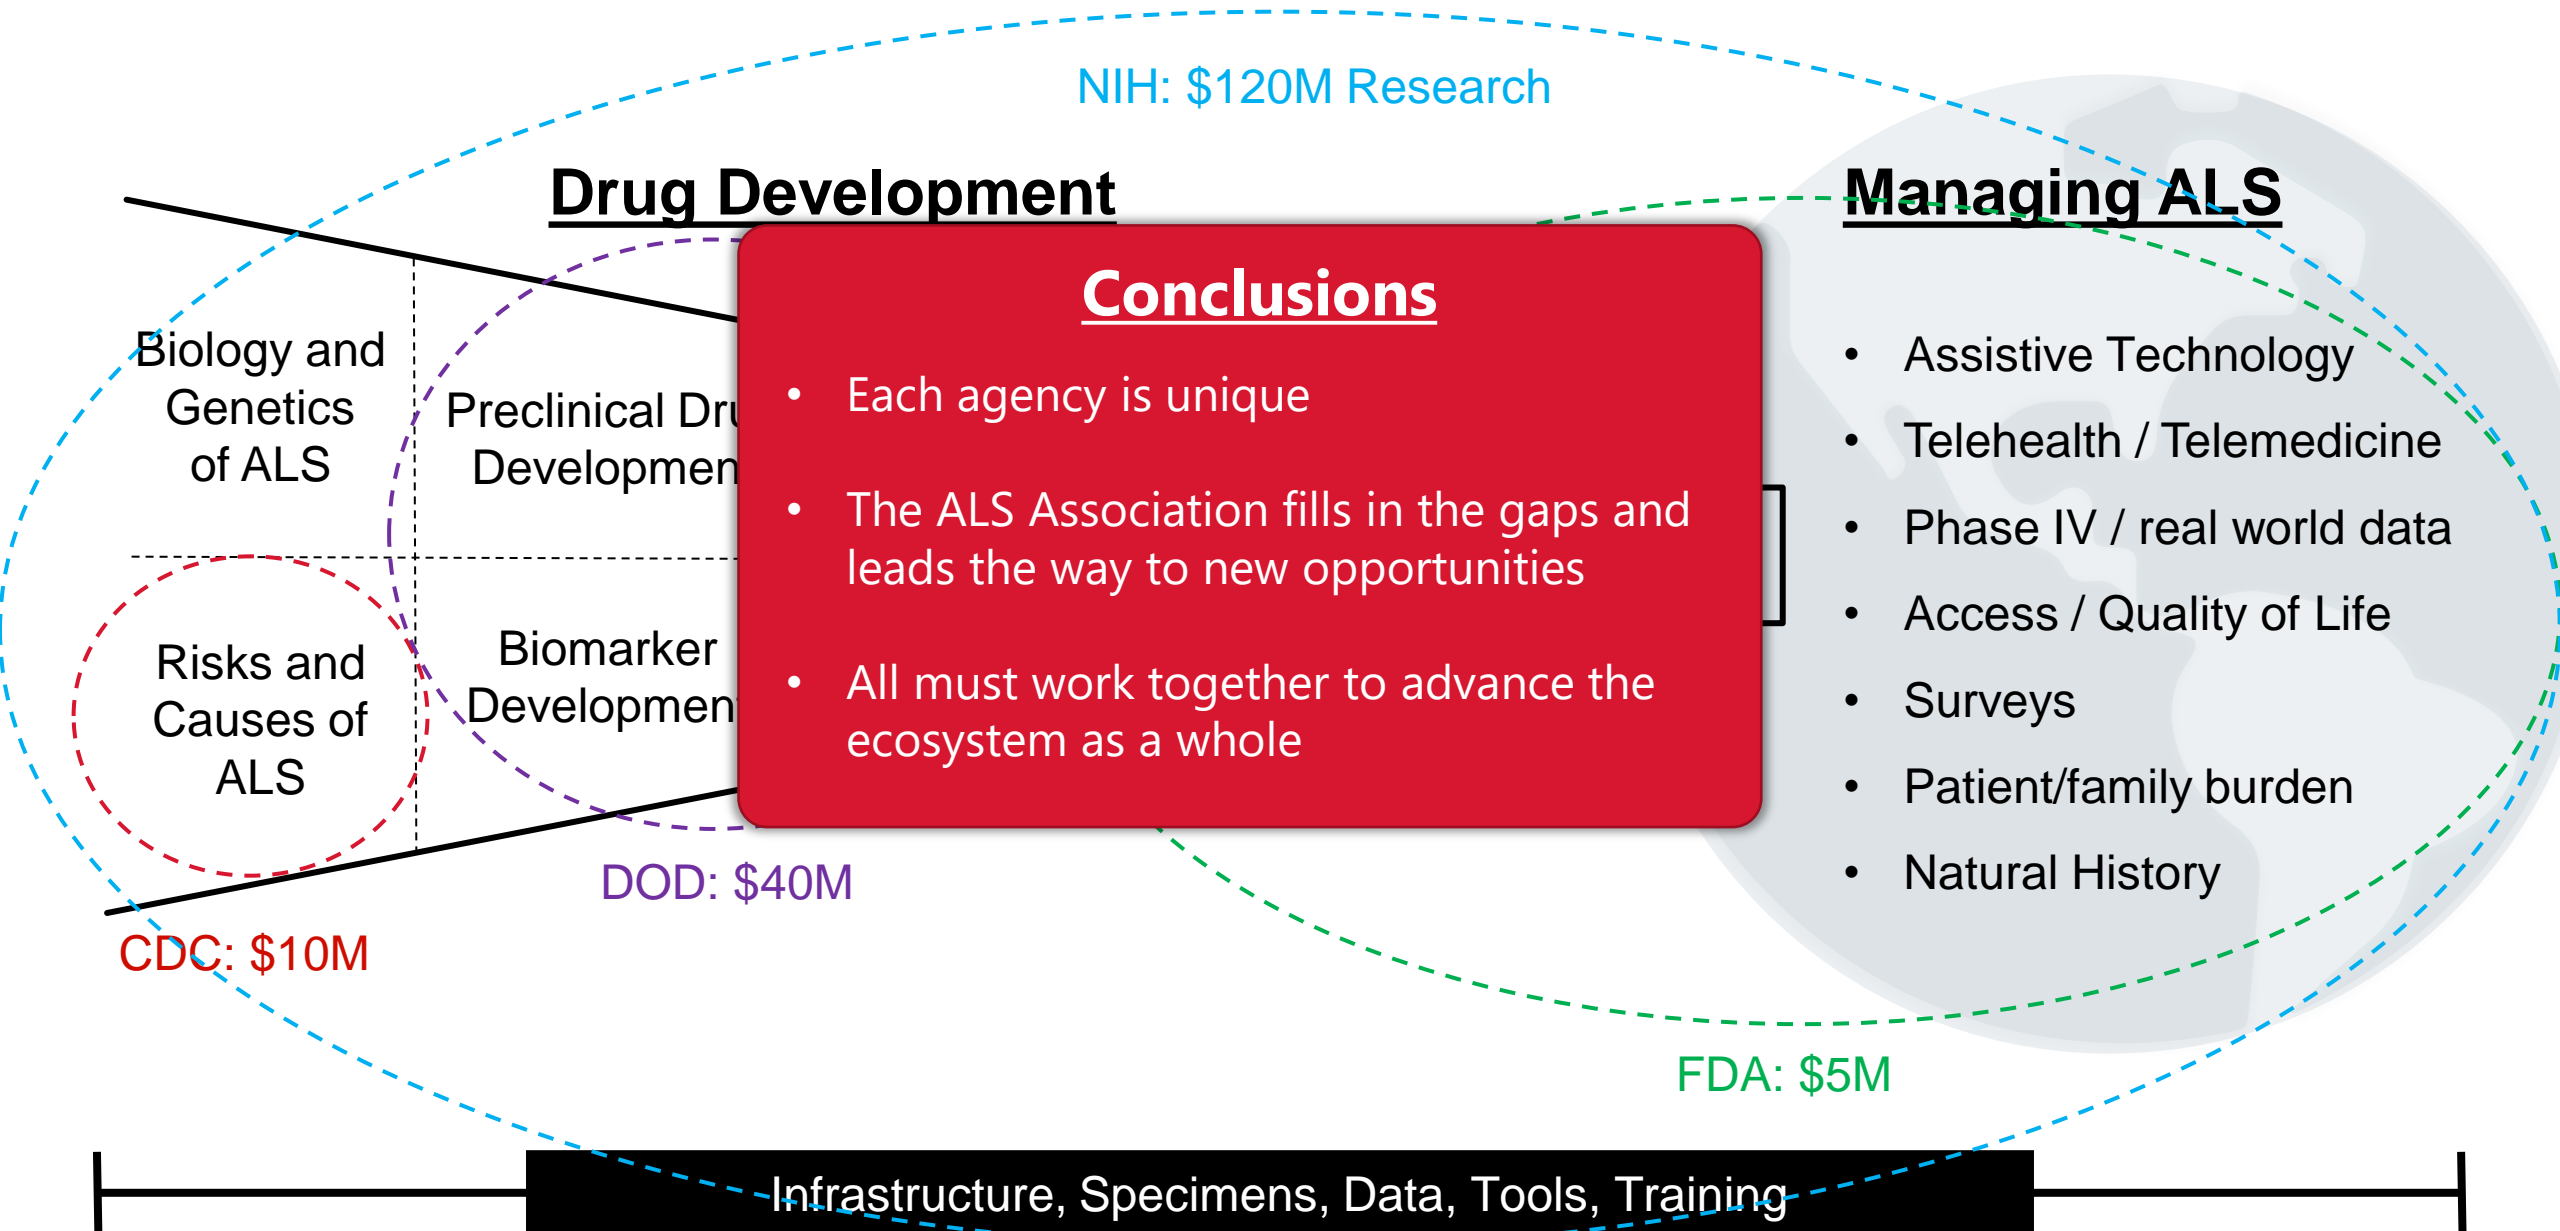 NIH: $120M Research
Drug Development
Managing ALS
Biology and
Genetics
of ALS
Preclinical Dru
Developmen
Risks and
Causes of
ALS
Biomarker
Development
Conclusions
• Each agency is unique
• The ALS Association fills in the gaps and
leads the way to new opportunities
• All must work together to advance the
ecosystem as a whole
• Assistive Technology
• Telehealth / Telemedicine
• Phase IV / real world data
• Access / Quality of Life
• Surveys
• Patient/family burden
• Natural History
DOD: $40M
CDC: $10M
FDA: $5M
Infrastructure, Specimens, Data, Tools, Training